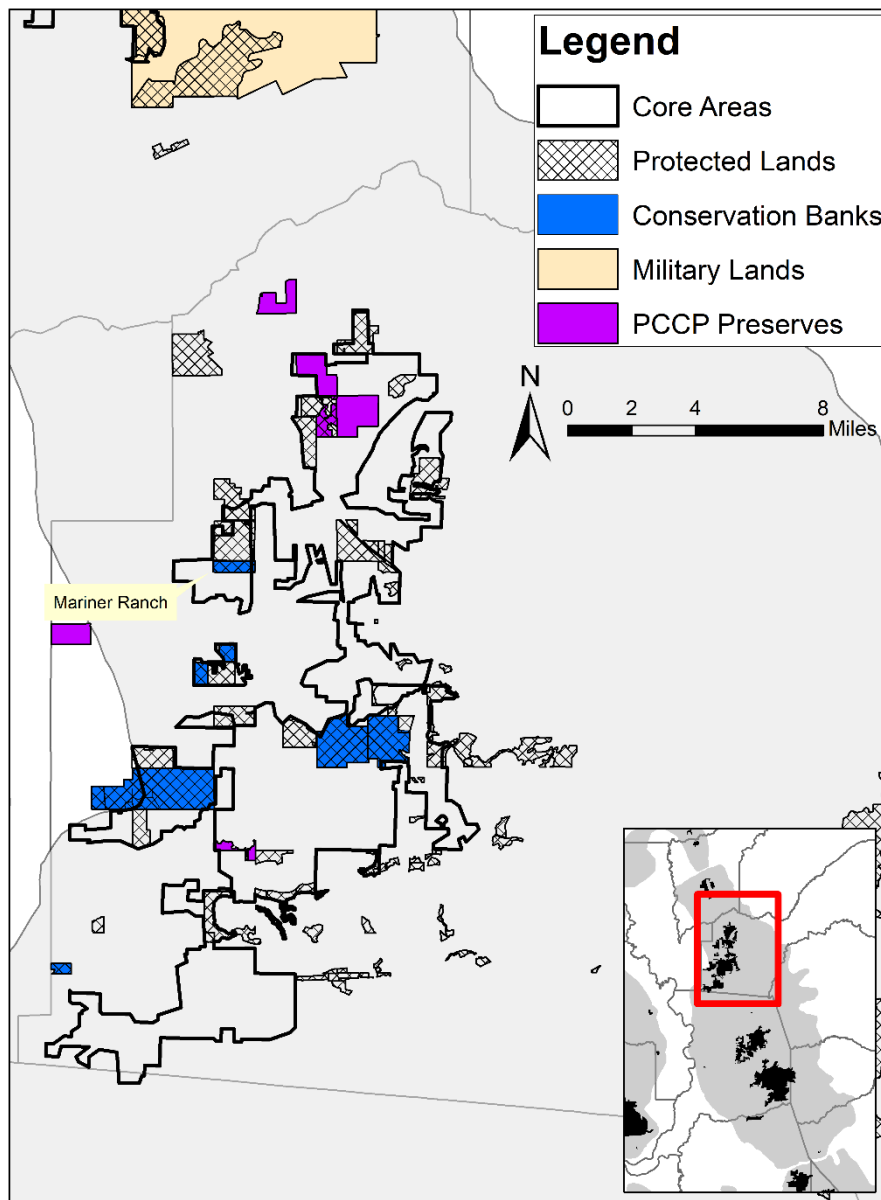 Legend
Core Areas
Protected Lands
Conservation Banks
Military Lands
PCCP Preserves
N
0 2 4 8
Miles
Mariner Ranch